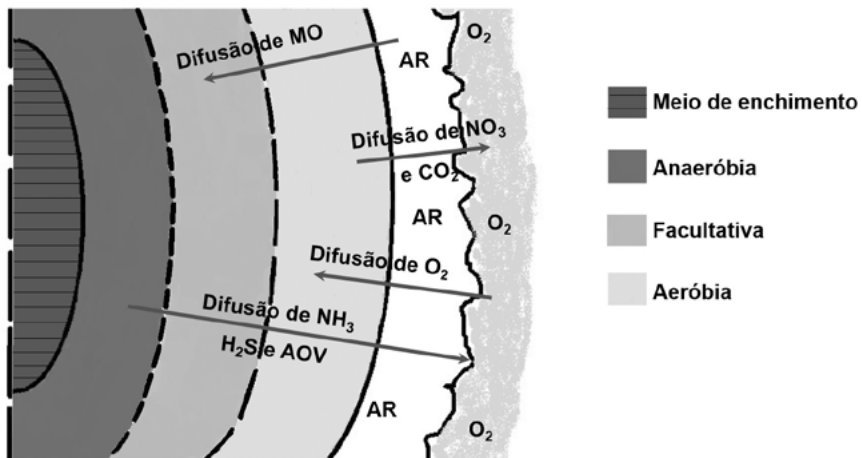 O₂
Difusão de MO
AR
Difusão de NO₃
e CO₂
AR
O₂
Difusão de O₂
Difusão de NH₃
H₂S e AOV
AR
O₂
Meio de enchimento
Anaeróbia
Facultativa
Aeróbia